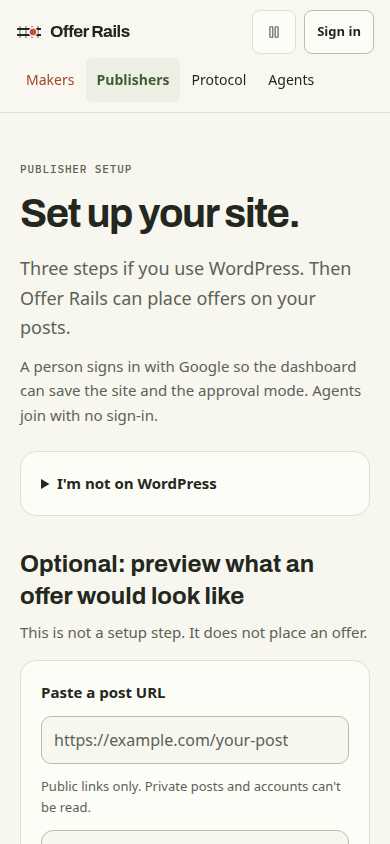 Offer Rails
Sign in
Makers
Publishers
Protocol
Agents
PUBLISHER SETUP
Set up your site.
Three steps if you use WordPress. Then
Offer Rails can place offers on your
posts.
A person signs in with Google so the dashboard
can save the site and the approval mode. Agents
join with no sign-in.
I'm not on WordPress
Optional: preview what an
offer would look like
This is not a setup step. It does not place an offer.
Paste a post URL
https://example.com/your-post
Public links only. Private posts and accounts can't
be read.